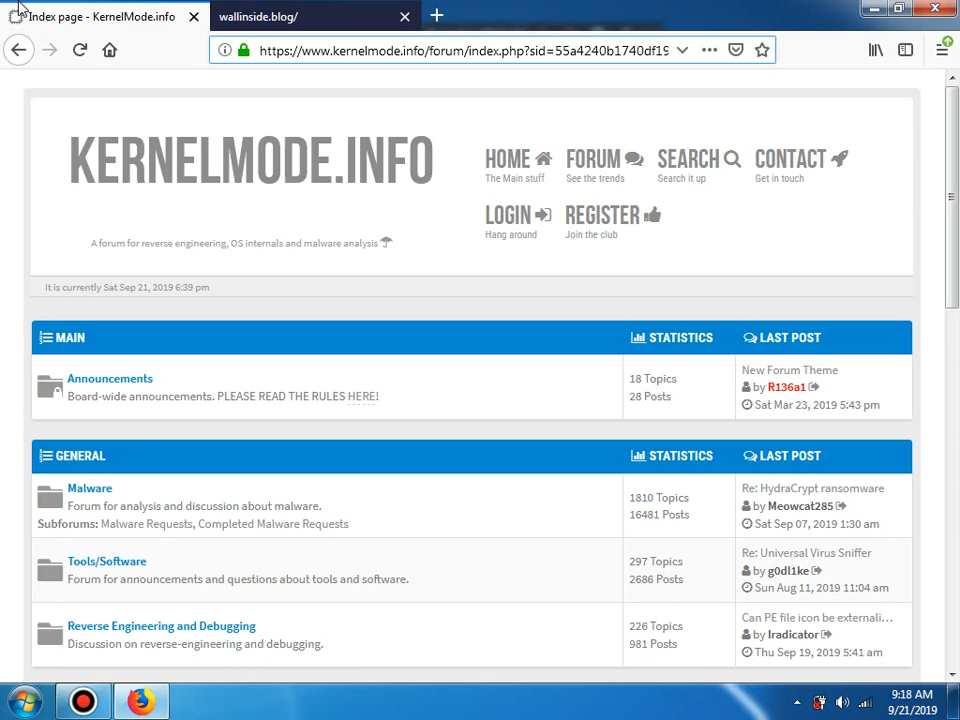 Index page - KernelMode.info
wallinside.blog/
https://www.kernelmode.info/forum/index.php?sid=55a4240b1740df19
KERNELMODE.INFO
A forum for reverse engineering, OS internals and malware analysis
HOME
The Main stuff
FORUM
See the trends
SEARCH
Search it up
CONTACT
Get in touch
LOGIN
Hang around
REGISTER
Join the club
It is currently Sat Sep 21, 2019 6:39 pm
MAIN
STATISTICS
LAST POST
Announcements
Board-wide announcements. PLEASE READ THE RULES HERE!
18 Topics
28 Posts
New Forum Theme
by R136a1
Sat Mar 23, 2019 5:43 pm
GENERAL
STATISTICS
LAST POST
Malware
Forum for analysis and discussion about malware.
Subforums: Malware Requests, Completed Malware Requests
1810 Topics
16481 Posts
Re: HydraCrypt ransomware
by Meowcat285
Sat Sep 07, 2019 1:30 am
Tools/Software
Forum for announcements and questions about tools and software.
297 Topics
2686 Posts
Re: Universal Virus Sniffer
by g0dl1ke
Sun Aug 11, 2019 11:04 am
Reverse Engineering and Debugging
Discussion on reverse-engineering and debugging.
226 Topics
981 Posts
Can PE file icon be externali...
by Iradicator
Thu Sep 19, 2019 5:41 am
9:18 AM
9/21/2019